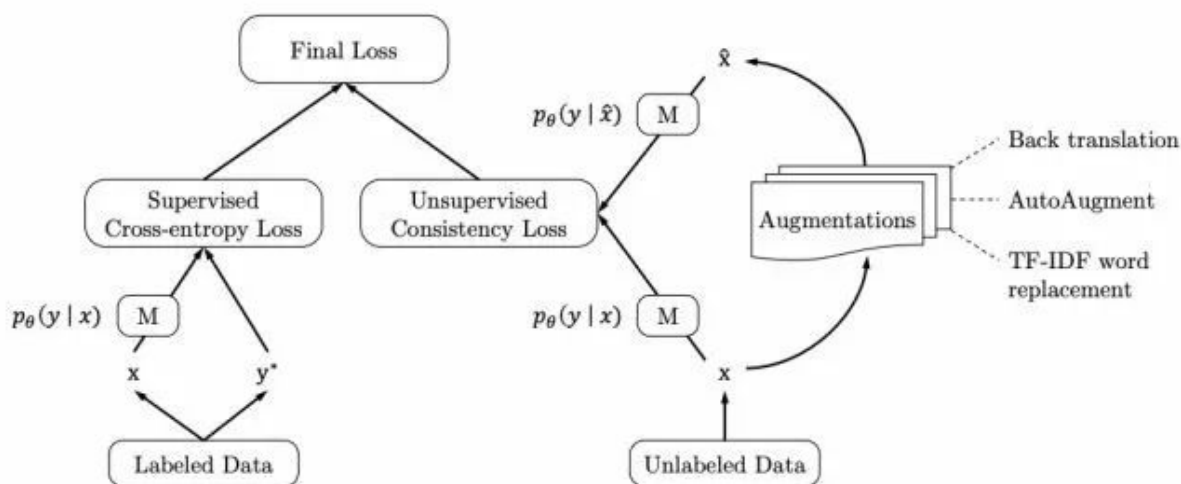 Final Loss
x̂
p_θ(y | x̂)
M
Back translation
Supervised
Cross-entropy Loss
Unsupervised
Consistency Loss
Augmentations
AutoAugment
TF-IDF word
replacement
p_θ(y | x)
M
p_θ(y | x)
M
x
y*
x
Labeled Data
Unlabeled Data